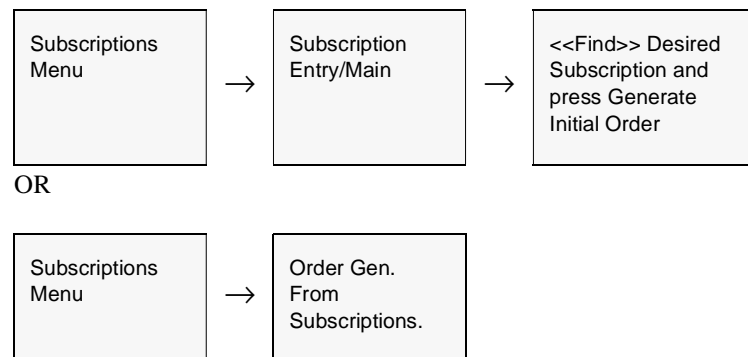 Subscriptions
Menu
→
Subscription
Entry/Main
→
<<Find>> Desired
Subscription and
press Generate
Initial Order
OR
Subscriptions
Menu
→
Order Gen.
From
Subscriptions.